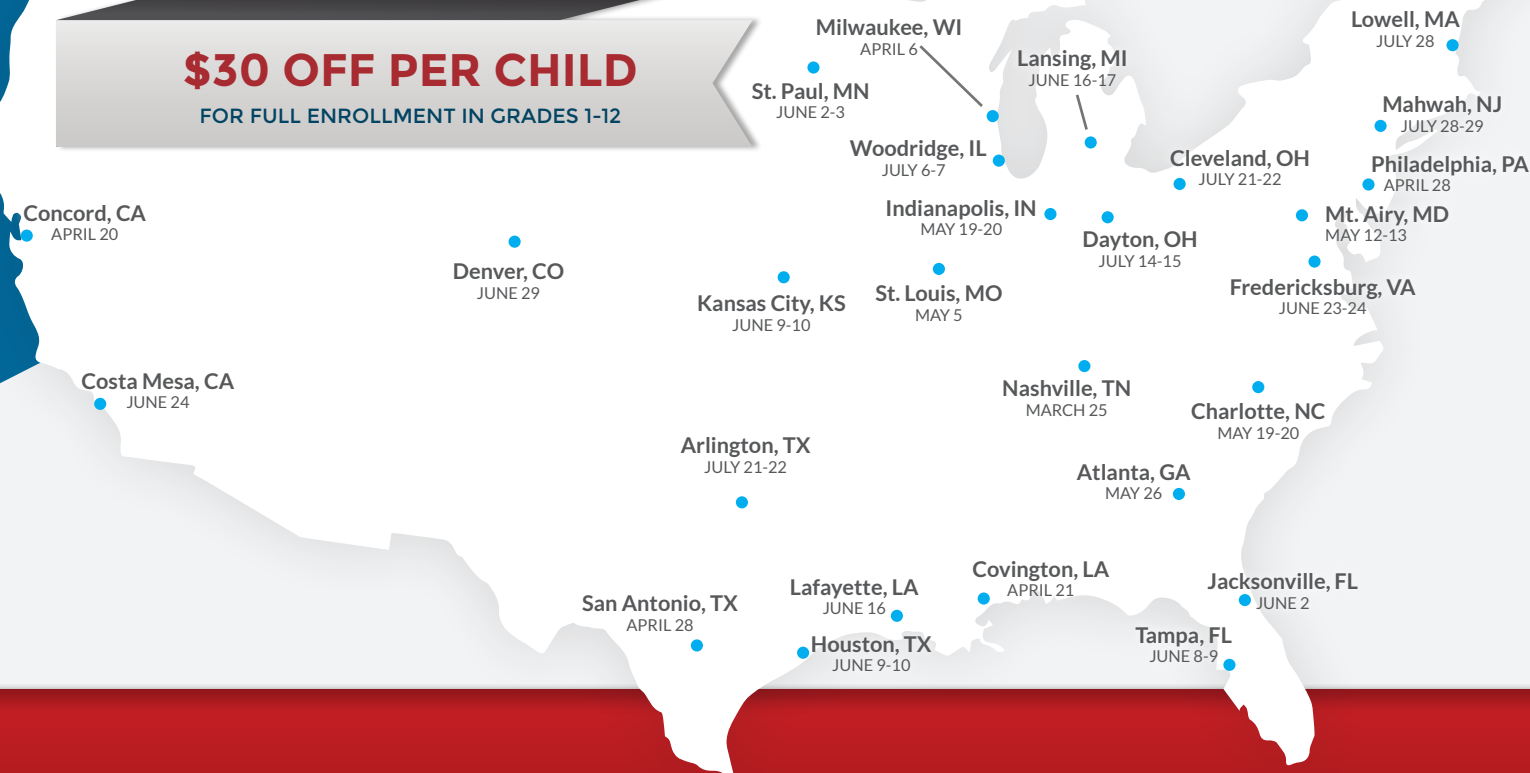 $30 OFF PER CHILD
FOR FULL ENROLLMENT IN GRADES 1-12
Milwaukee, WI
APRIL 6
St. Paul, MN
JUNE 2-3
Lansing, MI
JUNE 16-17
Lowell, MA
JULY 28
Mahwah, NJ
JULY 28-29
Woodridge, IL
JULY 6-7
Cleveland, OH
JULY 21-22
Philadelphia, PA
APRIL 28
Concord, CA
APRIL 20
Indianapolis, IN
MAY 19-20
Mt. Airy, MD
MAY 12-13
Dayton, OH
JULY 14-15
Denver, CO
JUNE 29
Kansas City, KS
JUNE 9-10
St. Louis, MO
MAY 5
Fredericksburg, VA
JUNE 23-24
Costa Mesa, CA
JUNE 24
Nashville, TN
MARCH 25
Charlotte, NC
MAY 19-20
Arlington, TX
JULY 21-22
Atlanta, GA
MAY 26
Covington, LA
APRIL 21
Jacksonville, FL
JUNE 2
Lafayette, LA
JUNE 16
San Antonio, TX
APRIL 28
Houston, TX
JUNE 9-10
Tampa, FL
JUNE 8-9